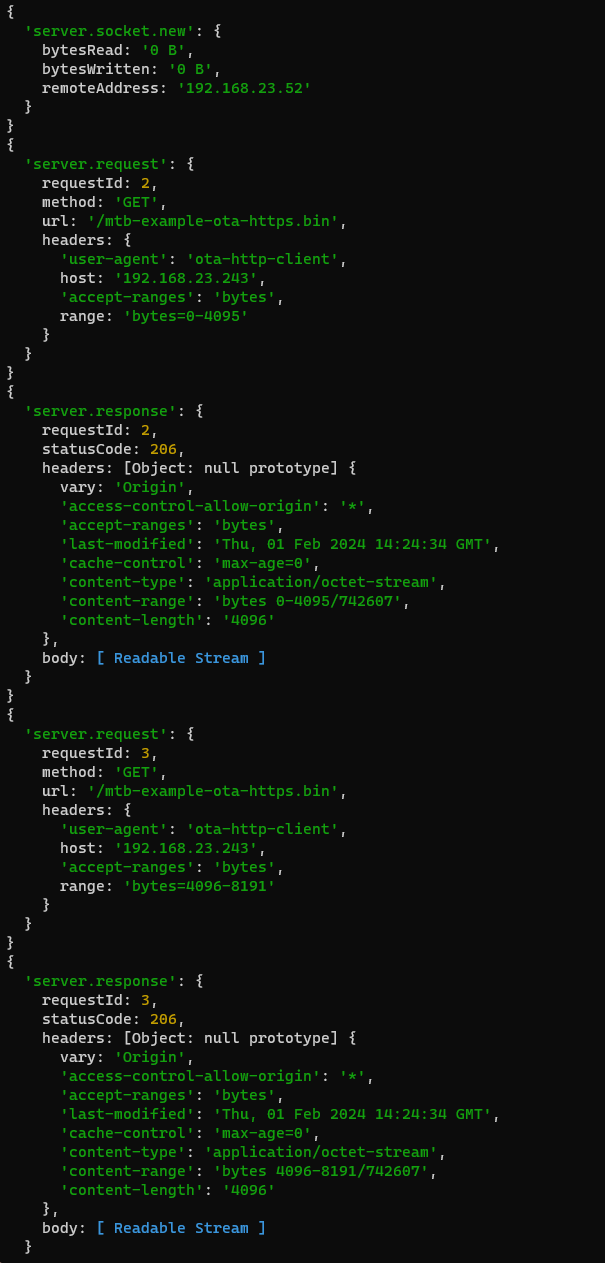 {
  'server.socket.new': {
    bytesRead: '0 B',
    bytesWritten: '0 B',
    remoteAddress: '192.168.23.52'
  }
}
{
  'server.request': {
    requestId: 2,
    method: 'GET',
    url: '/mtb-example-ota-https.bin',
    headers: {
      'user-agent': 'ota-http-client',
      host: '192.168.23.243',
      'accept-ranges': 'bytes',
      range: 'bytes=0-4095'
    }
  }
}
{
  'server.response': {
    requestId: 2,
    statusCode: 206,
    headers: [Object: null prototype] {
      vary: 'Origin',
      'access-control-allow-origin': '*',
      'accept-ranges': 'bytes',
      'last-modified': 'Thu, 01 Feb 2024 14:24:34 GMT',
      'cache-control': 'max-age=0',
      'content-type': 'application/octet-stream',
      'content-range': 'bytes 0-4095/742607',
      'content-length': '4096'
    },
    body: [ Readable Stream ]
  }
}
{
  'server.request': {
    requestId: 3,
    method: 'GET',
    url: '/mtb-example-ota-https.bin',
    headers: {
      'user-agent': 'ota-http-client',
      host: '192.168.23.243',
      'accept-ranges': 'bytes',
      range: 'bytes=4096-8191'
    }
  }
}
{
  'server.response': {
    requestId: 3,
    statusCode: 206,
    headers: [Object: null prototype] {
      vary: 'Origin',
      'access-control-allow-origin': '*',
      'accept-ranges': 'bytes',
      'last-modified': 'Thu, 01 Feb 2024 14:24:34 GMT',
      'cache-control': 'max-age=0',
      'content-type': 'application/octet-stream',
      'content-range': 'bytes 4096-8191/742607',
      'content-length': '4096'
    },
    body: [ Readable Stream ]
  }